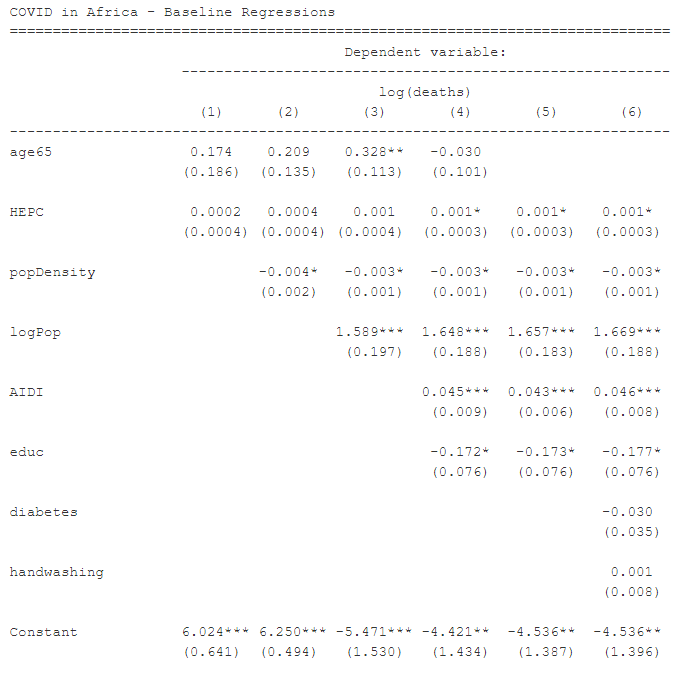 COVID in Africa - Baseline Regressions
==============================================================================
Dependent variable:
---------------------------------------------------------
log(deaths)
(1) (2) (3) (4) (5) (6)
------------------------------------------------------------------------------
age65 0.174 0.209 0.328** -0.030
(0.186) (0.135) (0.113) (0.101)
HEPC 0.0002 0.0004 0.001 0.001* 0.001* 0.001*
(0.0004) (0.0004) (0.0004) (0.0003) (0.0003) (0.0003)
popDensity -0.004* -0.003* -0.003* -0.003* -0.003*
(0.002) (0.001) (0.001) (0.001) (0.001)
logPop 1.589*** 1.648*** 1.657*** 1.669***
(0.197) (0.188) (0.183) (0.188)
AIDI 0.045*** 0.043*** 0.046***
(0.009) (0.006) (0.008)
educ -0.172* -0.173* -0.177*
(0.076) (0.076) (0.076)
diabetes -0.030
(0.035)
handwashing 0.001
(0.008)
Constant 6.024*** 6.250*** -5.471*** -4.421** -4.536** -4.536**
(0.641) (0.494) (1.530) (1.434) (1.387) (1.396)